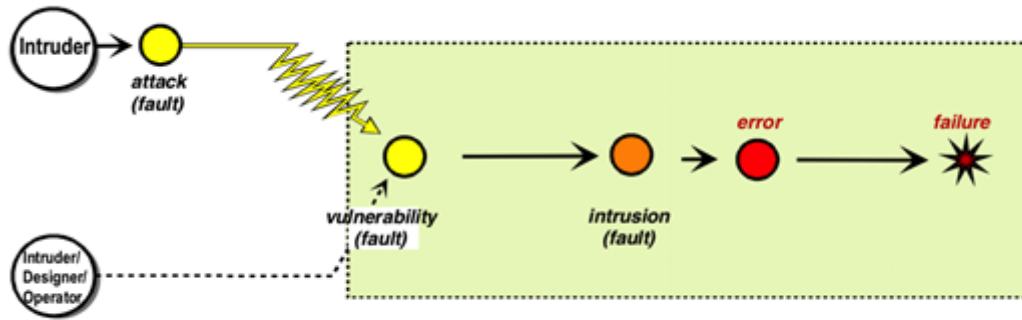 Intruder
attack
(fault)
error
failure
vulnerability
(fault)
intrusion
(fault)
Intruder/
Designer/
Operator